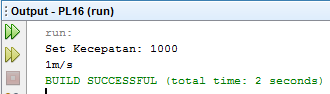 Output - PL16 (run)
run:
Set Kecepatan: 1000
1m/s
BUILD SUCCESSFUL (total time: 2 seconds)